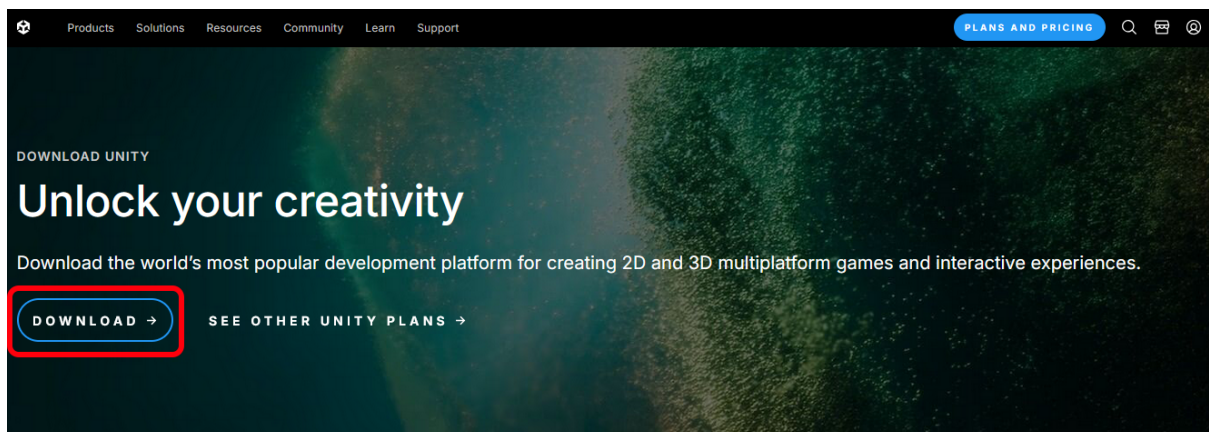 Products Solutions Resources Community Learn Support PLANS AND PRICING
DOWNLOAD UNITY
Unlock your creativity
Download the world’s most popular development platform for creating 2D and 3D multiplatform games and interactive experiences.
DOWNLOAD → SEE OTHER UNITY PLANS →